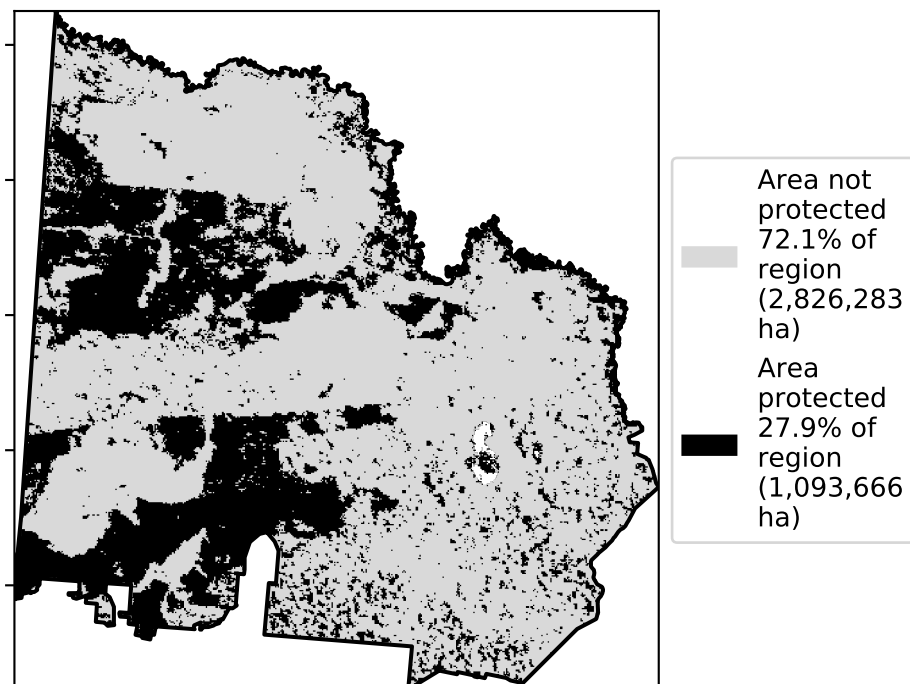 Area not
protected
72.1% of
region
(2,826,283
ha)
Area
protected
27.9% of
region
(1,093,666
ha)